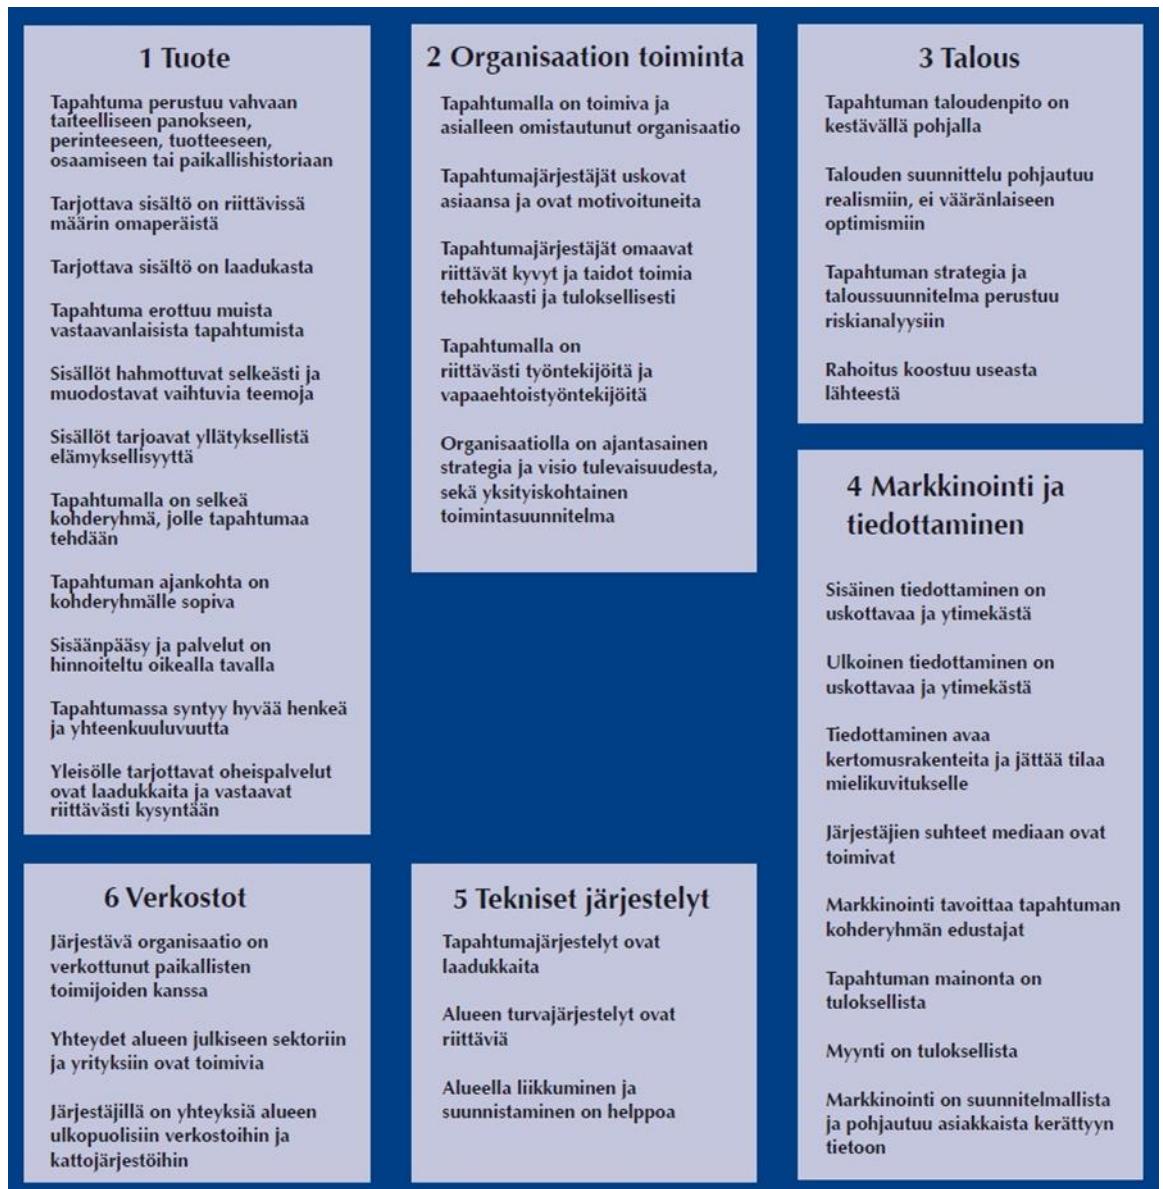 1 Tuote
Tapahtuma perustuu vahvaan
taiteelliseen panokseen,
perinteeseen, tuotteeseen,
osaamiseen tai paikallishistoriaan
Tarjottava sisältö on riittävissä
määrin omaperäistä
Tarjottava sisältö on laadukasta
Tapahtuma erottuu muista
vastaavanlaisista tapahtumista
Sisällöt hahmottuvat selkeästi ja
muodostavat vaihtuvia teemoja
Sisällöt tarjoavat yllätyksellistä
elämyksellisyyttä
Tapahtumalla on selkeä
kohderyhmä, jolle tapahtumaa
tehdään
Tapahtuman ajankohta on
kohderyhmälle sopiva
Sisäänpääsy ja palvelut on
hinnoiteltu oikealla tavalla
Tapahtumassa syntyy hyvää henkeä
ja yhteenkuuluvuutta
Yleisölle tarjottavat oheispalvelut
ovat laadukkaita ja vastaavat
riittävästi kysyntään
2 Organisaation toiminta
Tapahtumalla on toimiva ja
asialleen omistautunut organisaatio
Tapahtumajärjestäjät uskovat
asiaansa ja ovat motivoituneita
Tapahtumajärjestäjät omaavat
riittävät kyvyt ja taidot toimia
tehokkaasti ja tuloksellisesti
Tapahtumalla on
riittävästi työntekijöitä ja
vapaaehtoistyöntekijöitä
Organisaatiolla on ajantasainen
strategia ja visio tulevaisuudesta,
sekä yksityiskohtainen
toimintasuunnitelma
3 Talous
Tapahtuman taloudenpito on
kestävällä pohjalla
Talouden suunnittelu pohjautuu
realismiin, ei vääränlaiseen
optimismiin
Tapahtuman strategia ja
taloussuunnitelma perustuu
riskianalyysiin
Rahoitus koostuu useasta
lähteestä
4 Markkinointi ja
tiedottaminen
Sisäinen tiedottaminen on
uskottavaa ja ytimekästä
Ulkoinen tiedottaminen on
uskottavaa ja ytimekästä
Tiedottaminen avaa
kertomusrakenteita ja jättää tilaa
mielikuvitukselle
Järjestäjien suhteet mediaan ovat
toimivat
Markkinointi tavoittaa tapahtuman
kohderyhmän edustajat
Tapahtuman mainonta on
tuloksellista
Myynti on tuloksellista
Markkinointi on suunnitelmallista
ja pohjautuu asiakkaista kerättyyn
tietoon
5 Tekniset järjestelyt
Tapahtumajärjestelyt ovat
laadukkaita
Alueen turvajärjestelyt ovat
riittäviä
Alueella liikkuminen ja
suunnistaminen on helppoa
6 Verkostot
Järjestävä organisaatio on
verkottunut paikallisten
toimijoiden kanssa
Yhteydet alueen julkiseen sektoriin
ja yrityksiin ovat toimivia
Järjestäjillä on yhteyksiä alueen
ulkopuolisiin verkostoihin ja
kattojärjestöihin